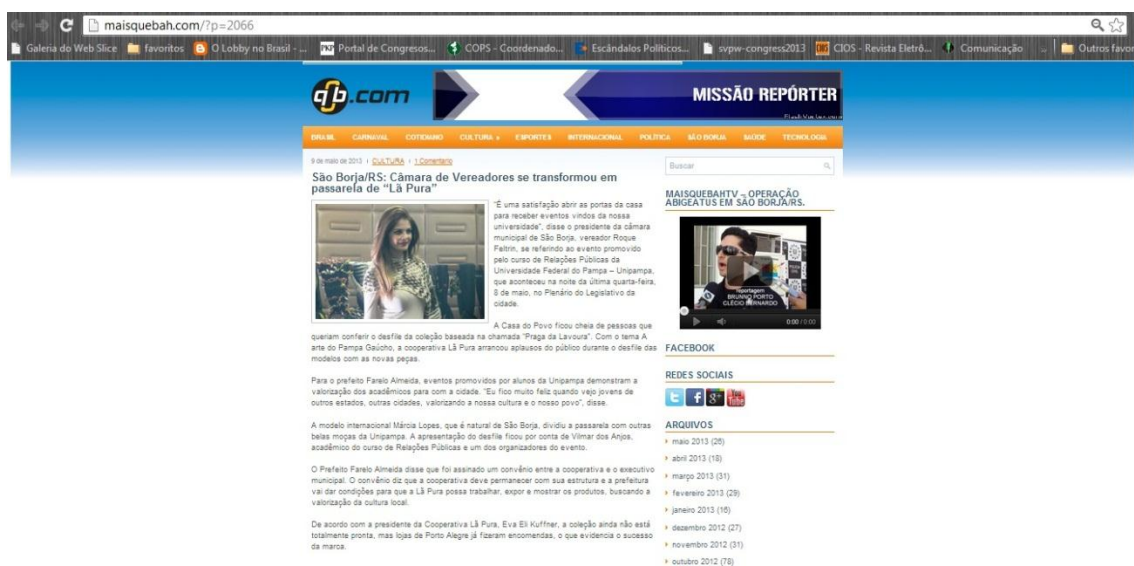 maisquebah.com/?p=2066
Galeria do Web Slice favoritos O Lobby no Brasil - ... Portal de Congresos... COPS - Coordenado... Escândalos Políticos... svpw-congress2013 CIOS - Revista Eletrô... Comunicação Outros favor
qb.com
MISSÃO REPÓRTER
BRASIL CARNAVAL COTIDIANO CULTURA ESPORTES INTERNACIONAL POLÍTICA SÃO BORJA SAÚDE TECNOLOGIA
9 de maio de 2013 CULTURA 1 Comentario
São Borja/RS: Câmara de Vereadores se transformou em
passarela de “Lã Pura”
“É uma satisfação abrir as portas da casa
para receber eventos vindos da nossa
universidade”, disse o presidente da câmara
municipal de São Borja, vereador Roque
Feltrin, se referindo ao evento promovido
pelo curso de Relações Públicas da
Universidade Federal do Pampa – Unipampa,
que aconteceu na noite da última quarta-feira,
8 de maio, no Plenário do Legislativo da
cidade.
A Casa do Povo ficou cheia de pessoas que
queriam conferir o desfile da coleção baseada na chamada “Praga da Lavoura”. Com o tema A
arte do Pampa Gaúcho, a cooperativa Lã Pura arrancou aplausos do público durante o desfile das
modelos com as novas peças.
Para o prefeito Farelo Almeida, eventos promovidos por alunos da Unipampa demonstram a
valorização dos acadêmicos para com a cidade. “Eu fico muito feliz quando vejo jovens de
outros estados, outras cidades, valorizando a nossa cultura e o nosso povo”, disse.
A modelo internacional Márcia Lopes, que é natural de São Borja, dividiu a passarela com outras
belas moças da Unipampa. A apresentação do desfile ficou por conta de Vilmar dos Anjos,
acadêmico do curso de Relações Públicas e um dos organizadores do evento.
O Prefeito Farelo Almeida disse que foi assinado um convênio entre a cooperativa e o executivo
municipal. O convênio diz que a cooperativa deve permanecer com sua estrutura e a prefeitura
vai dar condições para que a Lã Pura possa trabalhar, expor e mostrar os produtos, buscando a
valorização da cultura local.
De acordo com a presidente da Cooperativa Lã Pura, Eva Eli Kuffner, a coleção ainda não está
totalmente pronta, mas lojas de Porto Alegre já fizeram encomendas, o que evidencia o sucesso
da marca.
Buscar
MAISQUEBAHTV – OPERAÇÃO
ABIGEATUS EM SÃO BORJA/RS.
reportagem
BRUNNO PORTO
CLÉCIO BERNARDO
0:00 / 0:00
FACEBOOK
REDES SOCIAIS
You Tube
ARQUIVOS
maio 2013 (26)
abril 2013 (18)
março 2013 (31)
fevereiro 2013 (29)
janeiro 2013 (16)
dezembro 2012 (27)
novembro 2012 (31)
outubro 2012 (78)